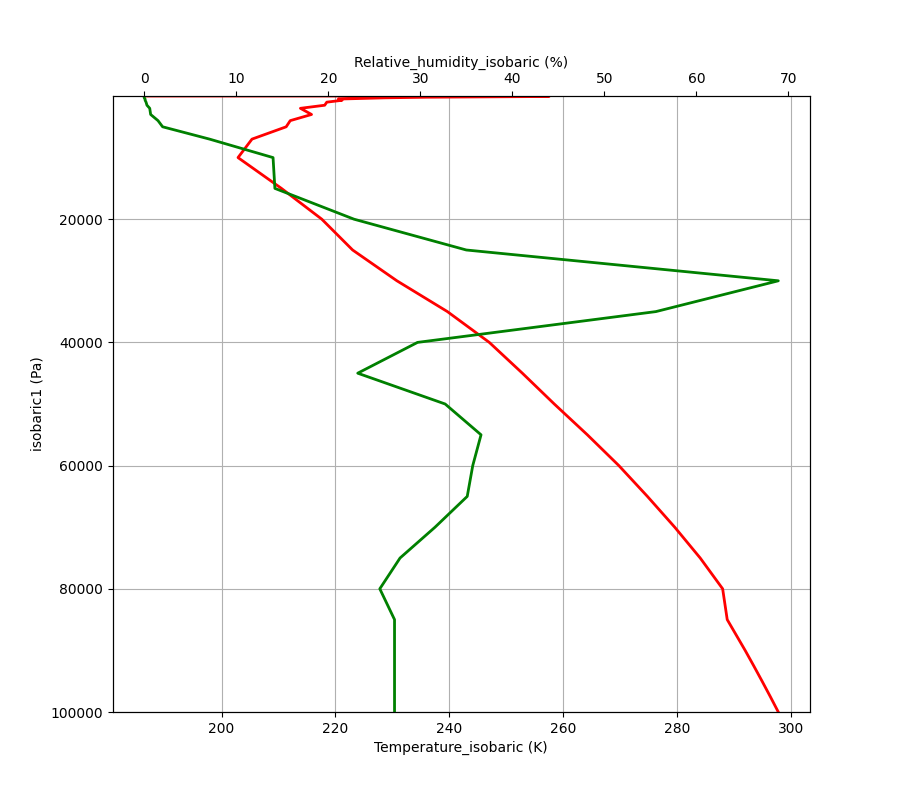 Relative_humidity_isobaric (%)
0 10 20 30 40 50 60 70
isobaric1 (Pa)
20000
40000
60000
80000
100000
200 220 240 260 280 300
Temperature_isobaric (K)